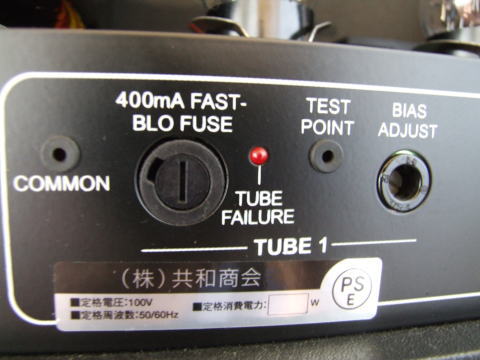 400mA FAST-
BLO FUSE
TEST
POINT
BIAS
ADJUST
COMMON
TUBE
FAILURE
TUBE 1
(株)共和商会
■定格電圧:100V
■定格消費電力: W
■定格周波数:50/60Hz
PS
E